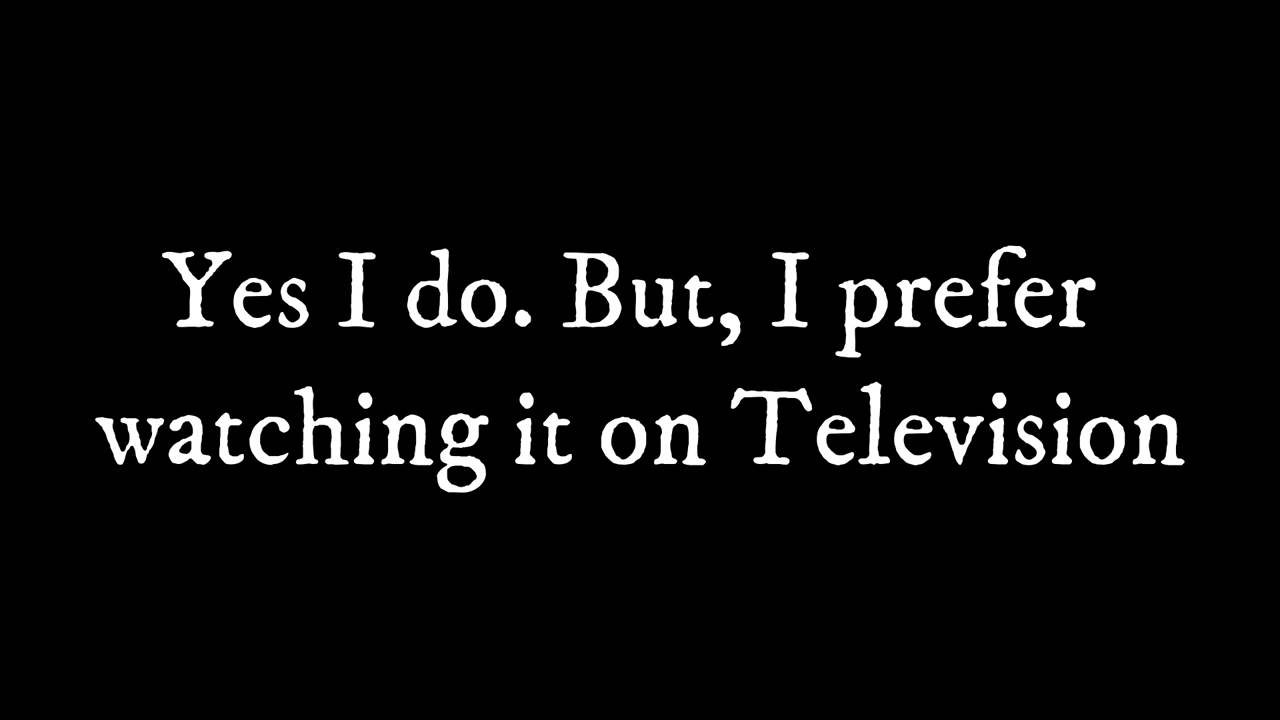 Yes I do. But, I prefer
watching it on Television